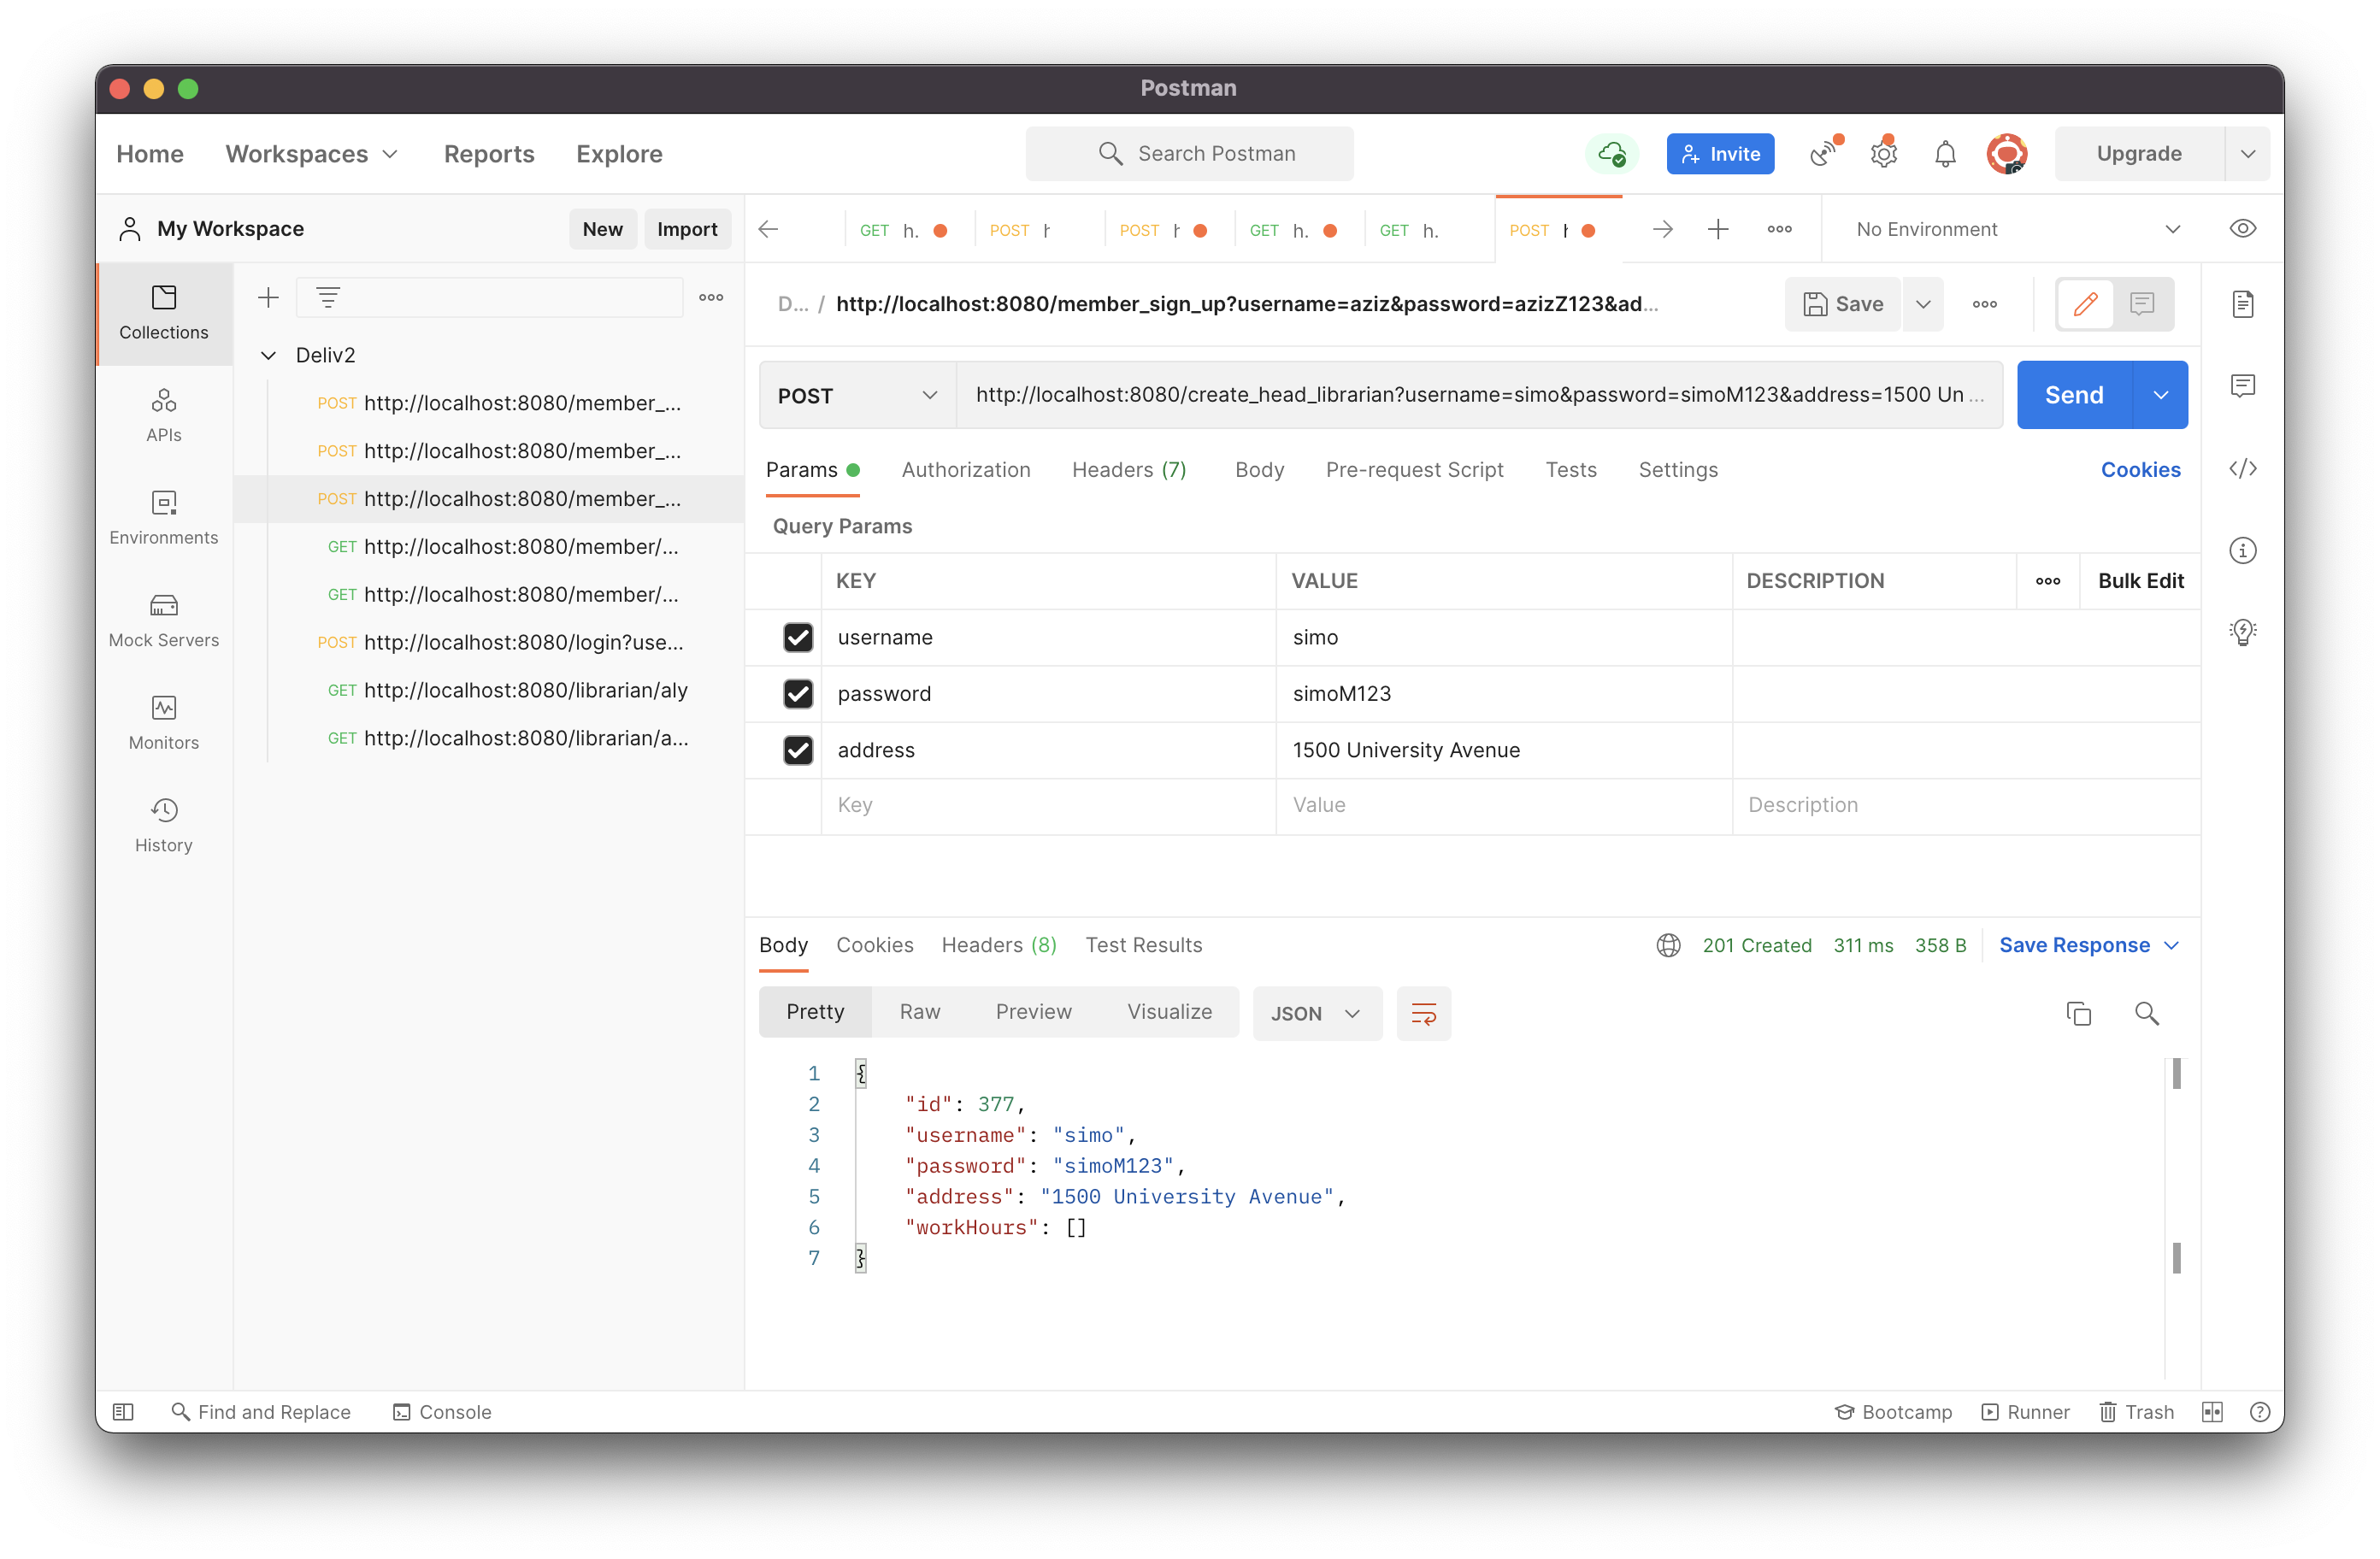 Postman
Home Workspaces Reports Explore Search Postman Invite Upgrade
My Workspace New Import
GET h. POST h POST h GET h. GET h. POST h No Environment
Collections
APIs
Environments
Mock Servers
Monitors
History
Deliv2
POST http://localhost:8080/member_...
POST http://localhost:8080/member_...
POST http://localhost:8080/member_...
GET http://localhost:8080/member/...
GET http://localhost:8080/member/...
POST http://localhost:8080/login?use...
GET http://localhost:8080/librarian/aly
GET http://localhost:8080/librarian/a...
D... / http://localhost:8080/member_sign_up?username=aziz&password=azizZ123&ad... Save
POST http://localhost:8080/create_head_librarian?username=simo&password=simoM123&address=1500 Un ... Send
Params Authorization Headers (7) Body Pre-request Script Tests Settings Cookies
Query Params
KEY VALUE DESCRIPTION Bulk Edit
username simo
password simoM123
address 1500 University Avenue
Key Value Description
Body Cookies Headers (8) Test Results 201 Created 311 ms 358 B Save Response
Pretty Raw Preview Visualize JSON
1 {
2 "id": 377,
3 "username": "simo",
4 "password": "simoM123",
5 "address": "1500 University Avenue",
6 "workHours": []
7 }
Find and Replace Console Bootcamp Runner Trash